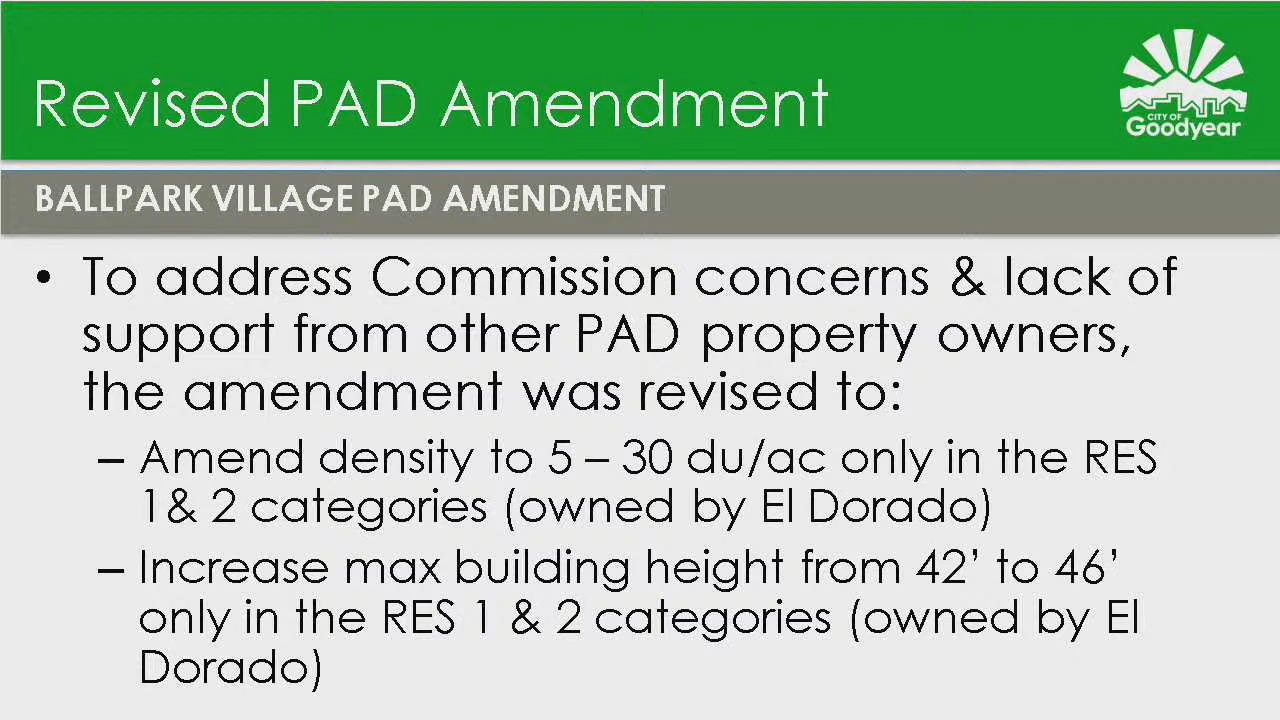 Revised PAD Amendment
CITY OF
Goodyear
BALLPARK VILLAGE PAD AMENDMENT
• To address Commission concerns & lack of
support from other PAD property owners,
the amendment was revised to:
– Amend density to 5 – 30 du/ac only in the RES
1& 2 categories (owned by El Dorado)
– Increase max building height from 42’ to 46’
only in the RES 1 & 2 categories (owned by El
Dorado)